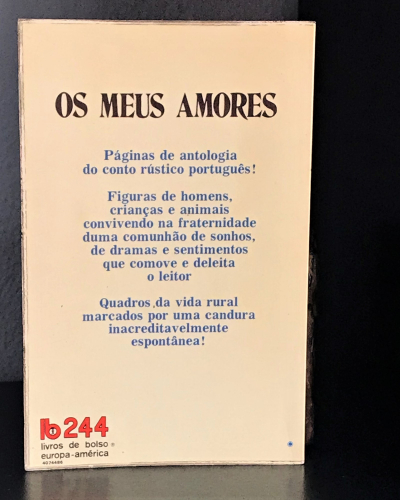 OS MEUS AMORES
Páginas de antologia
do conto rústico português!
Figuras de homens,
crianças e animais
convivendo na fraternidade
duma comunhão de sonhos,
de dramas e sentimentos
que comove e deleita
o leitor
Quadros da vida rural
marcados por uma candura
inacreditavelmente
espontânea!
lb 244
livros de bolso
europa-américa